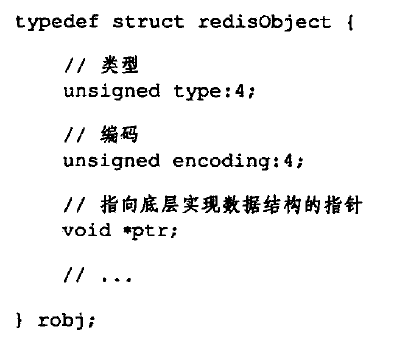 typedef struct redisObject {
// 类型
unsigned type:4;
// 编码
unsigned encoding:4;
// 指向底层实现数据结构的指针
void *ptr;
// ...
} robj;